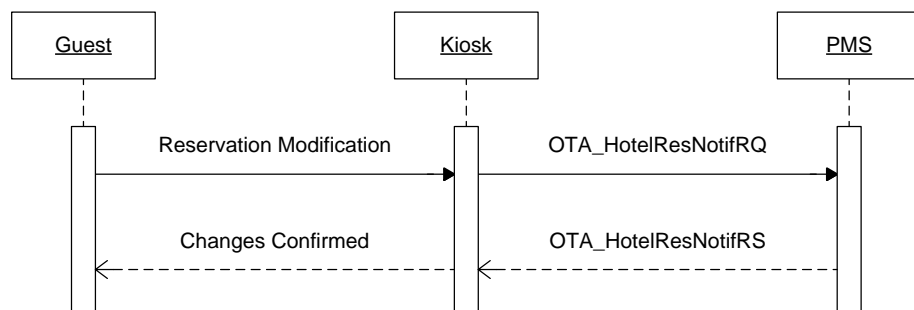 Guest
Kiosk
PMS
Reservation Modification
OTA_HotelResNotifRQ
Changes Confirmed
OTA_HotelResNotifRS